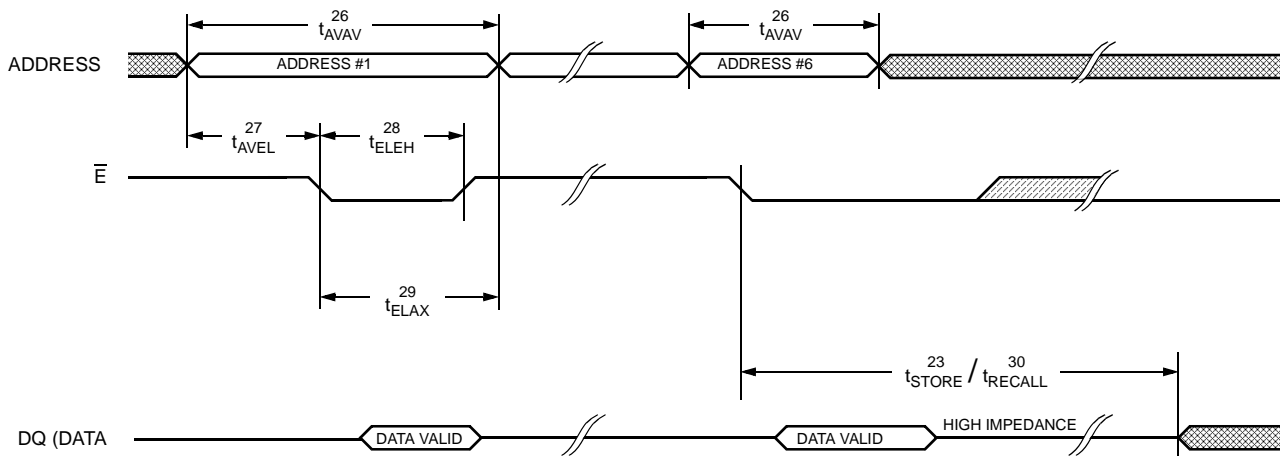 26
tAVAV
26
tAVAV
ADDRESS
ADDRESS #1
ADDRESS #6
27
tAVEL
28
tELEH
E
29
tELAX
23 30
tSTORE / tRECALL
DQ (DATA
DATA VALID
DATA VALID
HIGH IMPEDANCE